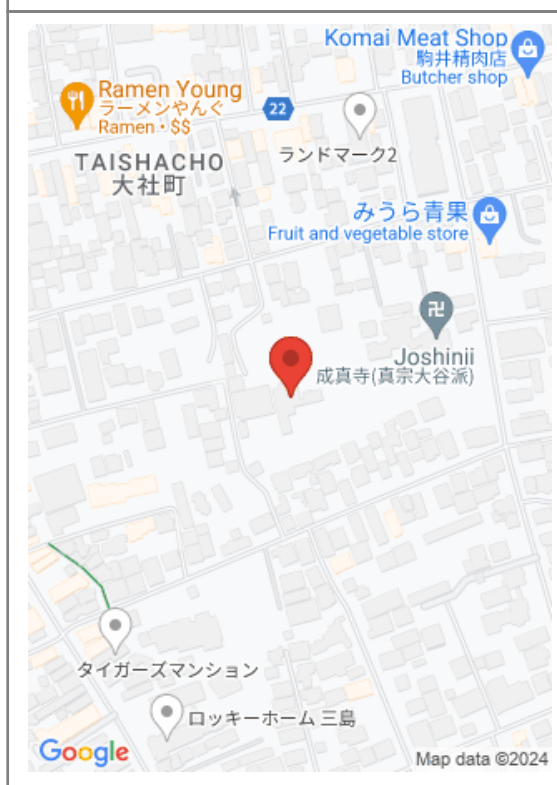 Komai Meat Shop
駒井精肉店
Butcher shop
Ramen Young
ラーメンやんぐ
Ramen・$$
22
ランドマーク2
TAISHACHO
大社町
みうら青果
Fruit and vegetable store
Joshinji
成真寺(真宗大谷派)
タイガーズマンション
ロッキーホーム 三島
Google
Map data ©2024